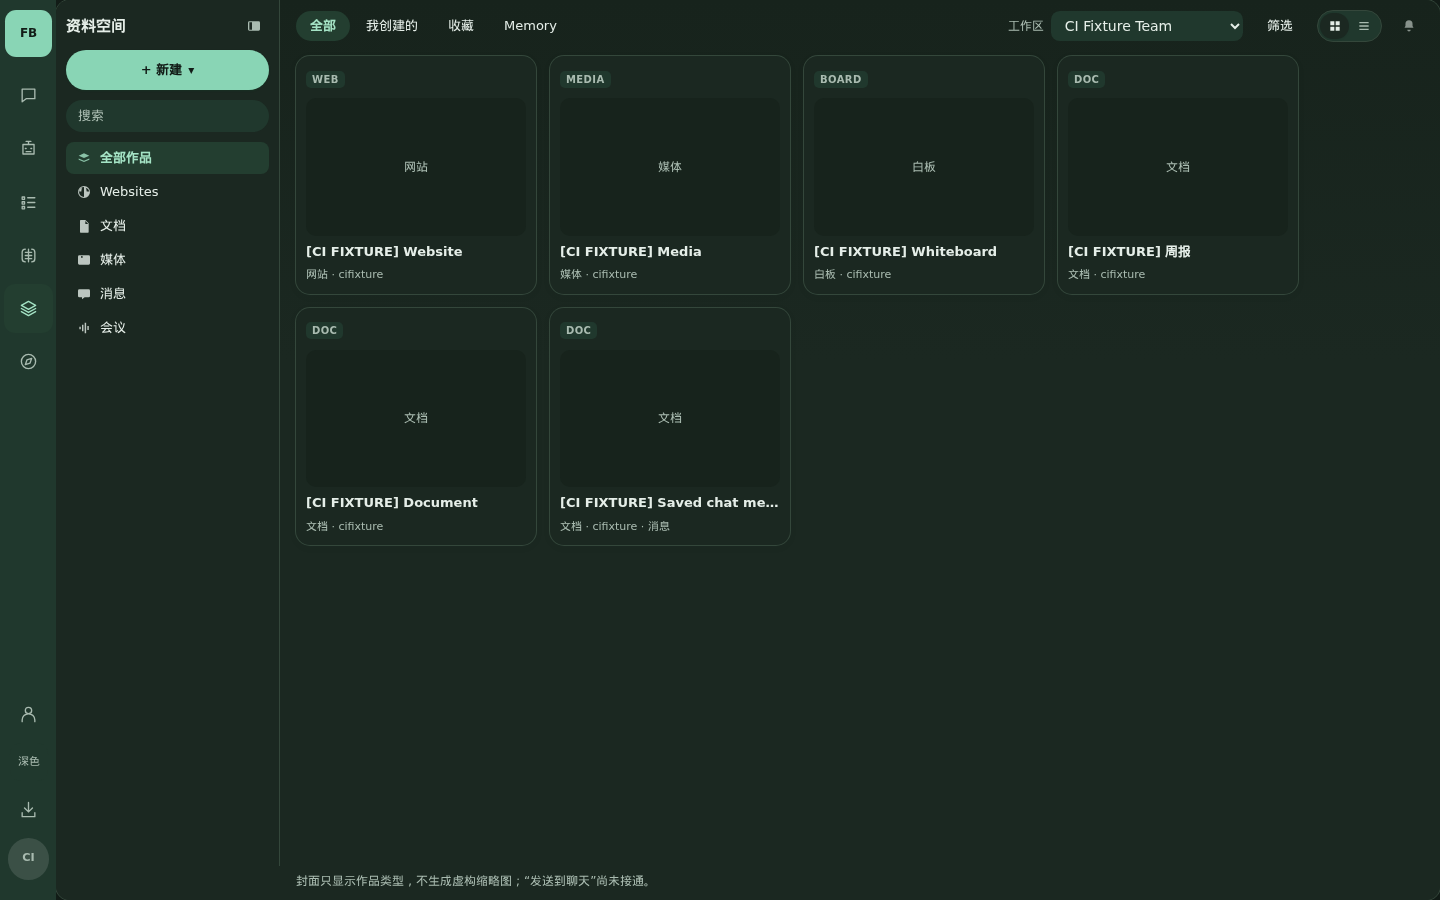 FB
资料空间
+ 新建 ▾
搜索
全部作品
Websites
文档
媒体
消息
会议
深色
CI
全部 我创建的 收藏 Memory
工作区 CI Fixture Team 筛选
WEB
网站
[CI FIXTURE] Website
网站 · cifixture
MEDIA
媒体
[CI FIXTURE] Media
媒体 · cifixture
BOARD
白板
[CI FIXTURE] Whiteboard
白板 · cifixture
DOC
文档
[CI FIXTURE] 周报
文档 · cifixture
DOC
文档
[CI FIXTURE] Document
文档 · cifixture
DOC
文档
[CI FIXTURE] Saved chat me…
文档 · cifixture · 消息
封面只显示作品类型，不生成虚构缩略图；“发送到聊天”尚未接通。